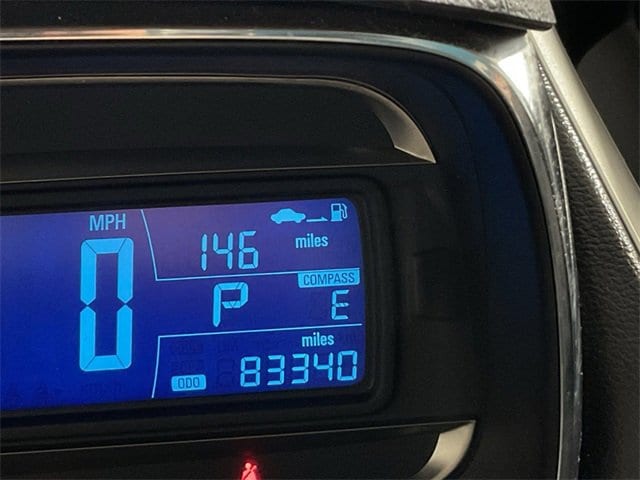 MPH
0
146 miles
COMPASS
P E
miles
ODO 83340